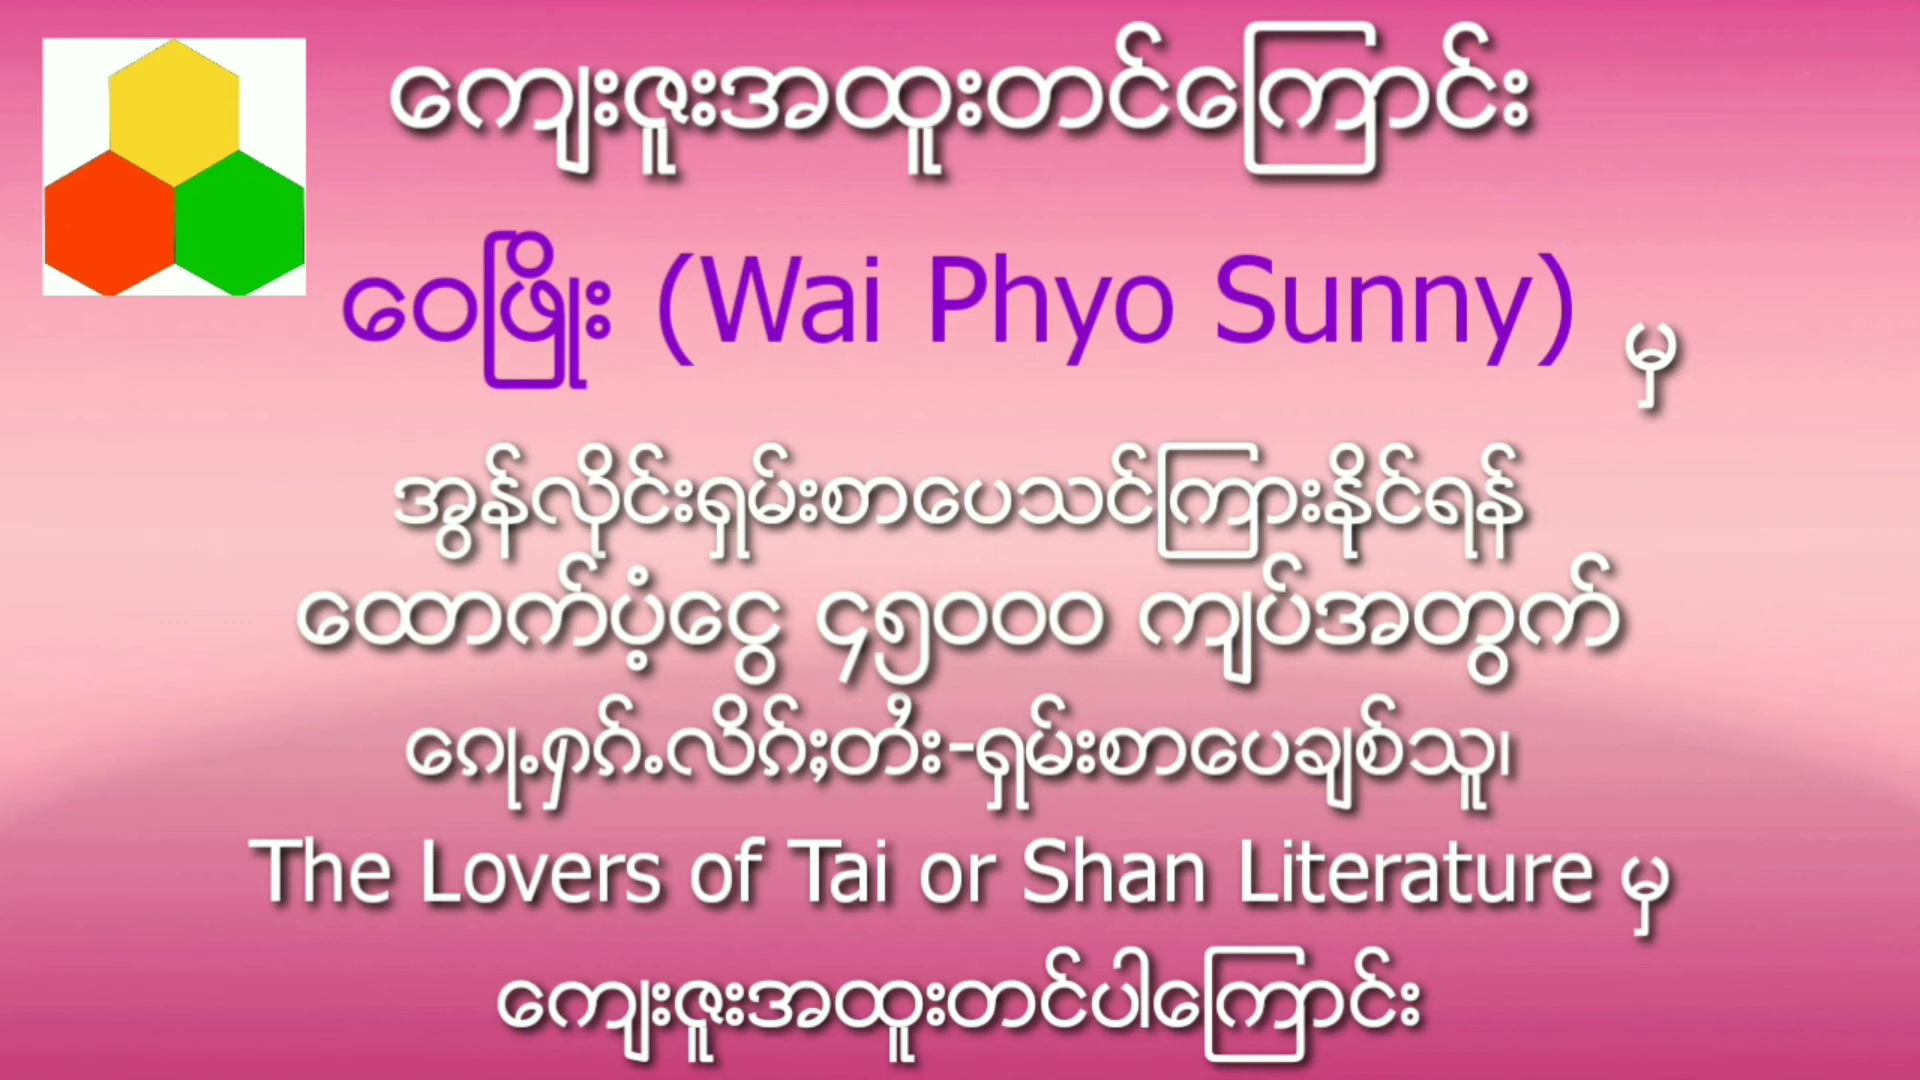 ကျေးဇူးအထူးတင်ကြောင်း
ဝေဖြိုး (Wai Phyo Sunny) မှ
အွန်လိုင်းရှမ်းစာပေသင်ကြားနိုင်ရန်
ထောက်ပံ့ငွေ ၄၅၀၀၀ ကျပ်အတွက်
ၵေႃႉႁၵ်ႉလိၵ်ႈတႆး-ရှမ်းစာပေချစ်သူ၊
The Lovers of Tai or Shan Literature မှ
ကျေးဇူးအထူးတင်ပါကြောင်း